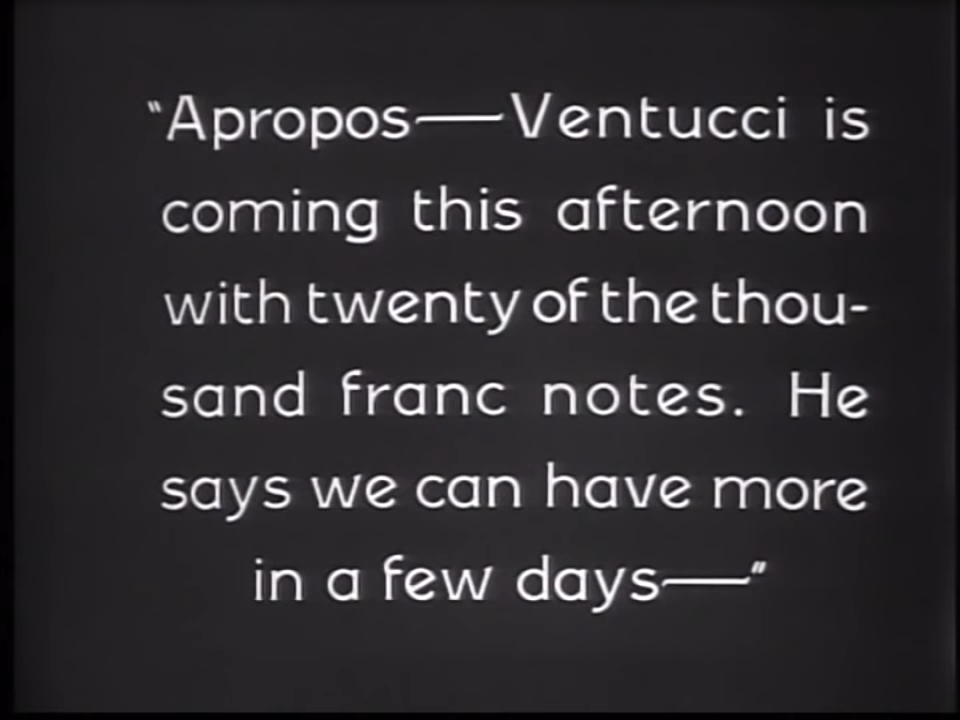 "Apropos—Ventucci is
coming this afternoon
with twenty of the thou-
sand franc notes. He
says we can have more
in a few days—"